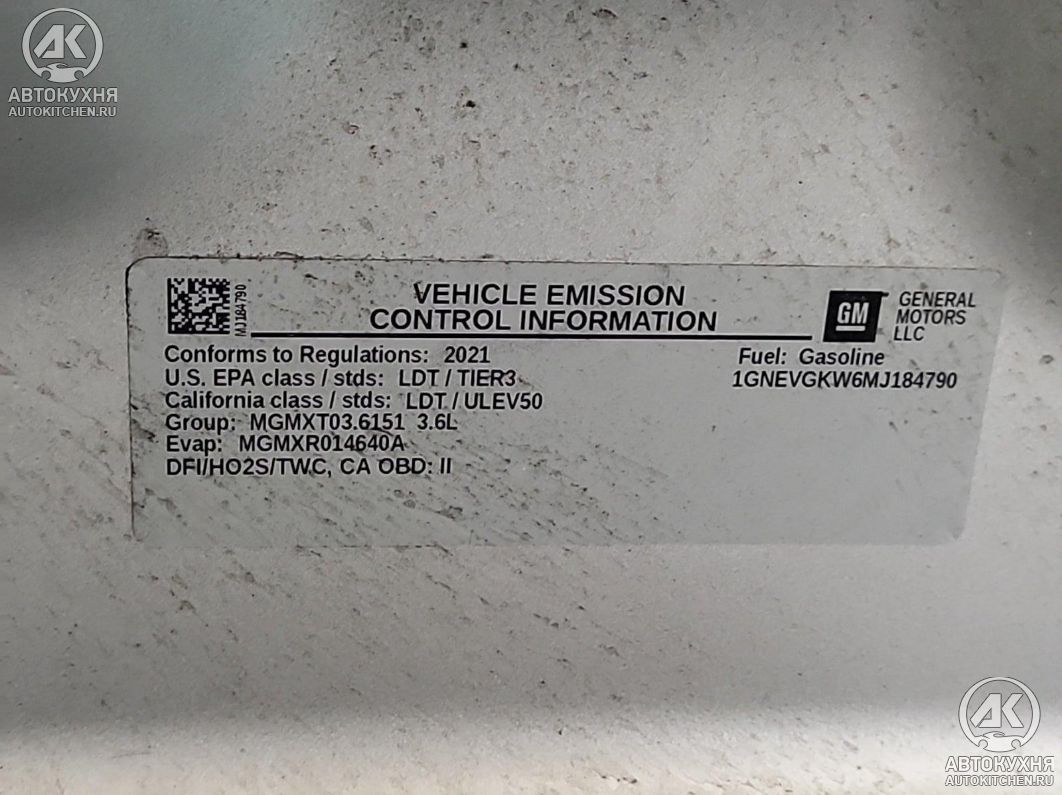 АК
АВТОКУХНЯ
AUTOKITCHEN.RU
MJ184790
VEHICLE EMISSION
CONTROL INFORMATION
GM
GENERAL
MOTORS
LLC
Conforms to Regulations: 2021
U.S. EPA class / stds: LDT / TIER3
California class / stds: LDT / ULEV50
Group: MGMXT03.6151 3.6L
Evap: MGMXR014640A
DFI/HO2S/TWC, CA OBD: II
Fuel: Gasoline
1GNEVGKW6MJ184790
АК
АВТОКУХНЯ
AUTOKITCHEN.RU